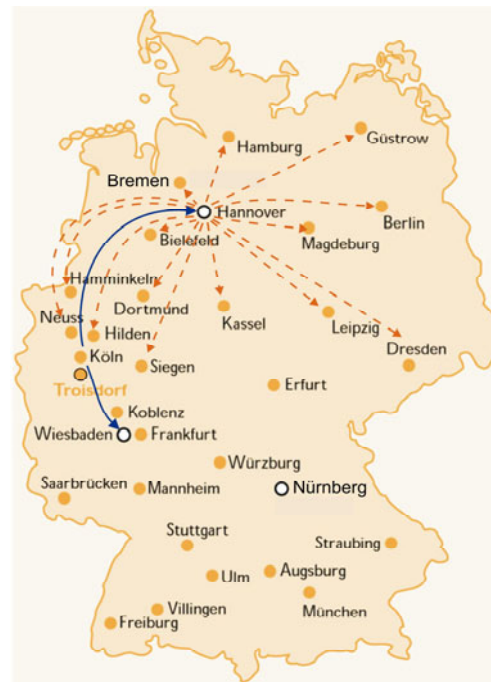 Güstrow
Hamburg
Bremen
Hannover
Berlin
Bielefeld
Magdeburg
Hamminkeln
Dortmund
Kassel
Leipzig
Neuss
Hilden
Dresden
Köln
Siegen
Troisdorf
Erfurt
Koblenz
Wiesbaden
Frankfurt
Würzburg
Saarbrücken
Mannheim
Nürnberg
Stuttgart
Straubing
Ulm
Augsburg
München
Villingen
Freiburg